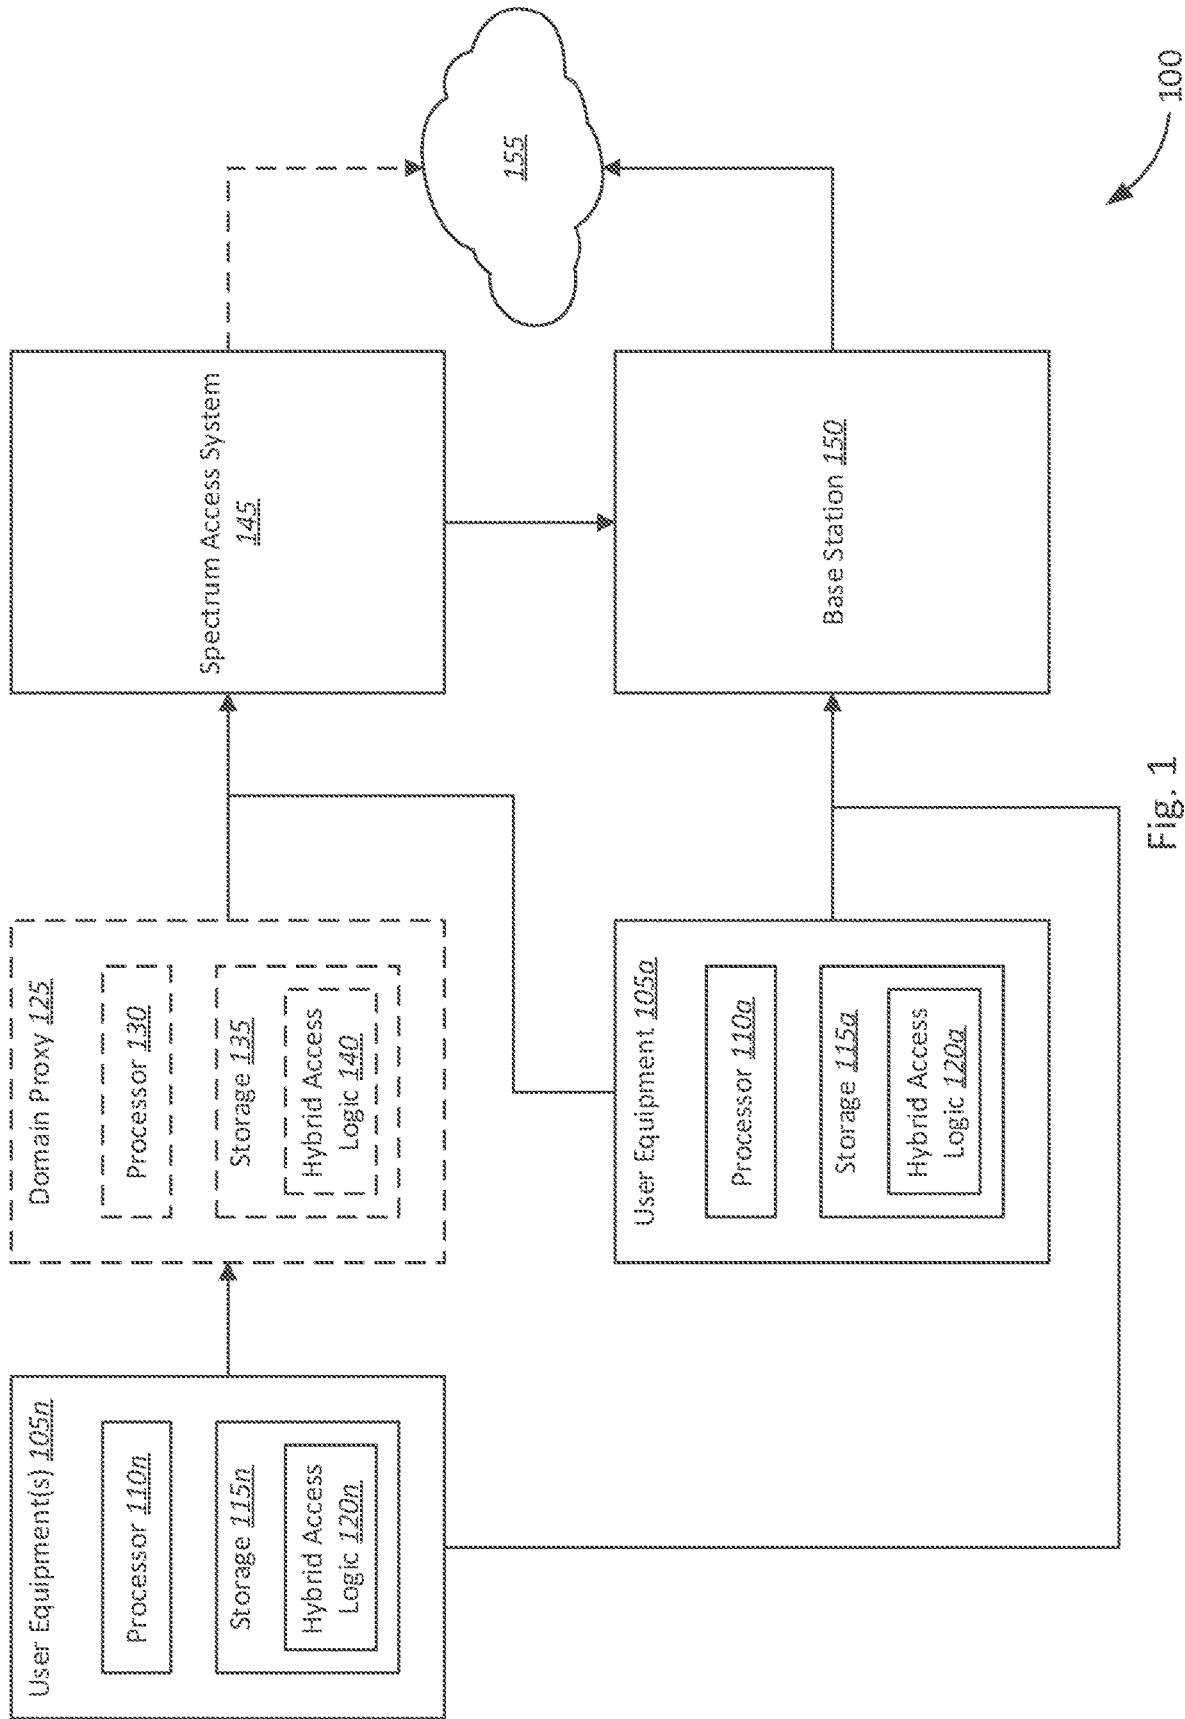 User Equipment(s) 105n
Processor 110n
Storage 115n
Hybrid Access
Logic 120n
Domain Proxy 125
Processor 130
Storage 135
Hybrid Access
Logic 140
Spectrum Access System
145
155
User Equipment 105a
Processor 110a
Storage 115a
Hybrid Access
Logic 120a
Base Station 150
100
Fig. 1